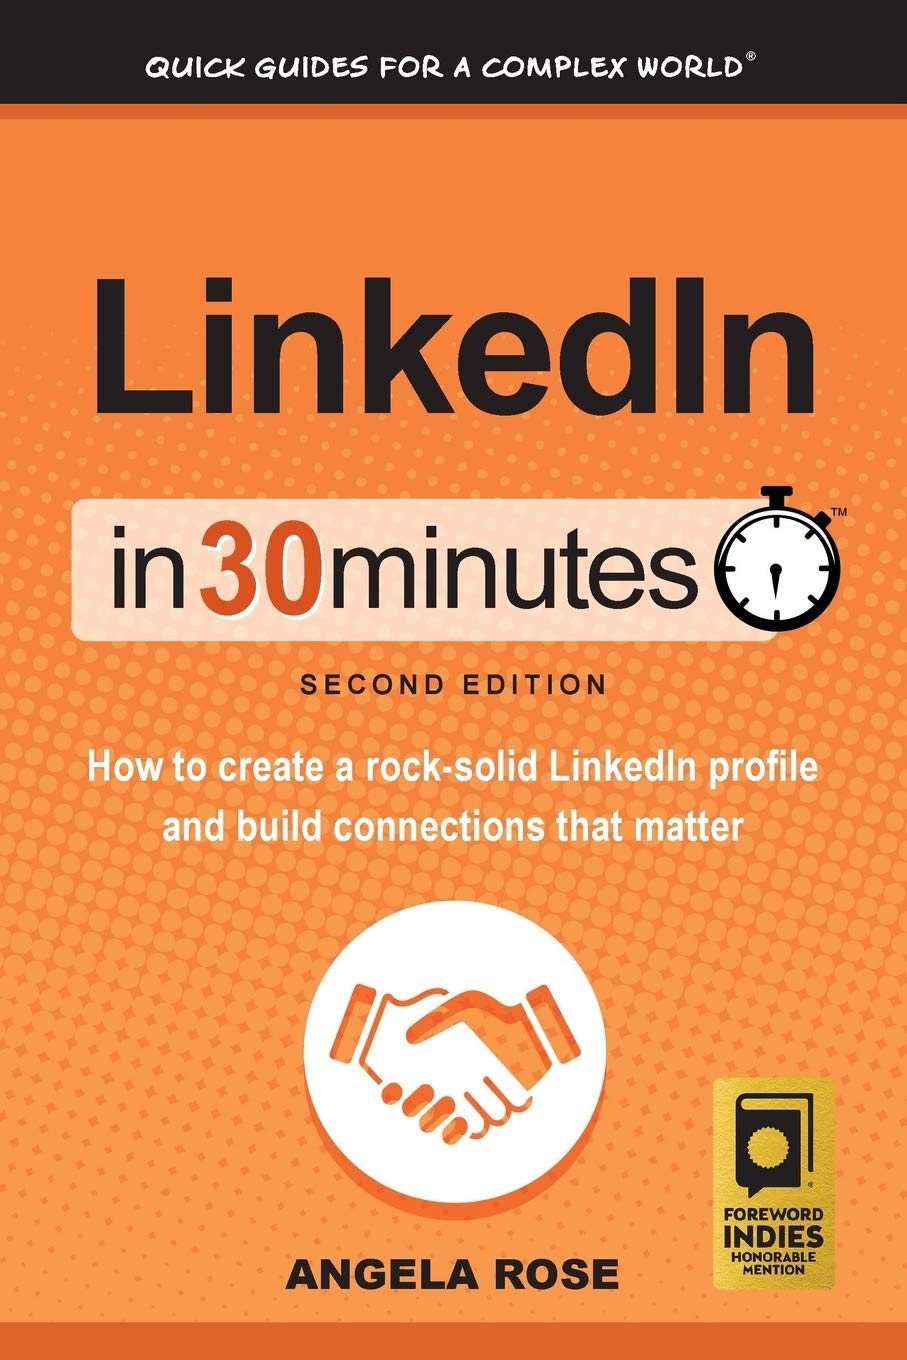 QUICK GUIDES FOR A COMPLEX WORLD®
LinkedIn
in 30 minutes™
SECOND EDITION
How to create a rock-solid LinkedIn profile
and build connections that matter
®
FOREWORD
INDIES
HONORABLE
MENTION
ANGELA ROSE